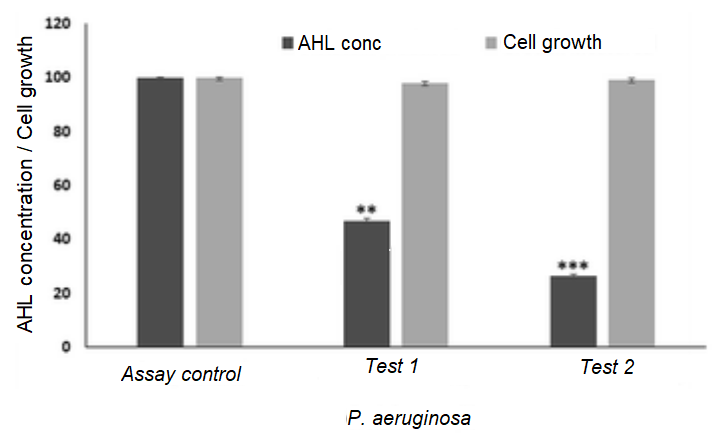 120
AHL conc
Cell growth
100
80
60
40
20
0
AHL concentration / Cell growth
**
***
Assay control
Test 1
Test 2
P. aeruginosa